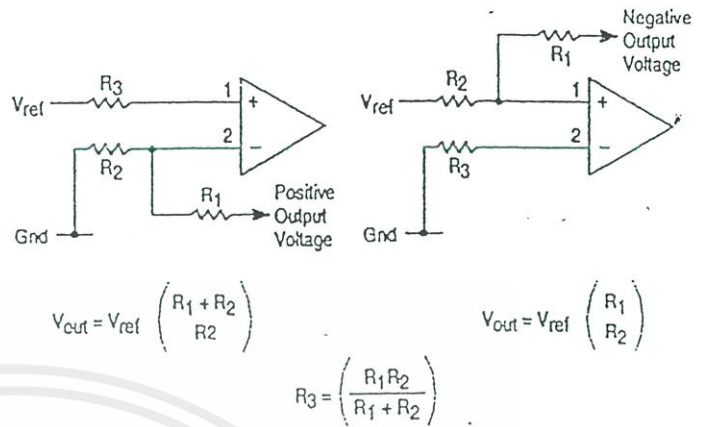 Negative
Output
Voltage
R1
R3
1
+
Vref
R2
2
−
R1
Positive
Output
Voltage
Gnd
R2
1
+
Vref
2
−
R3
Gnd
Vout = Vref (R1 + R2 / R2)
Vout = Vref (R1 / R2)
R3 = (R1R2 / R1 + R2)